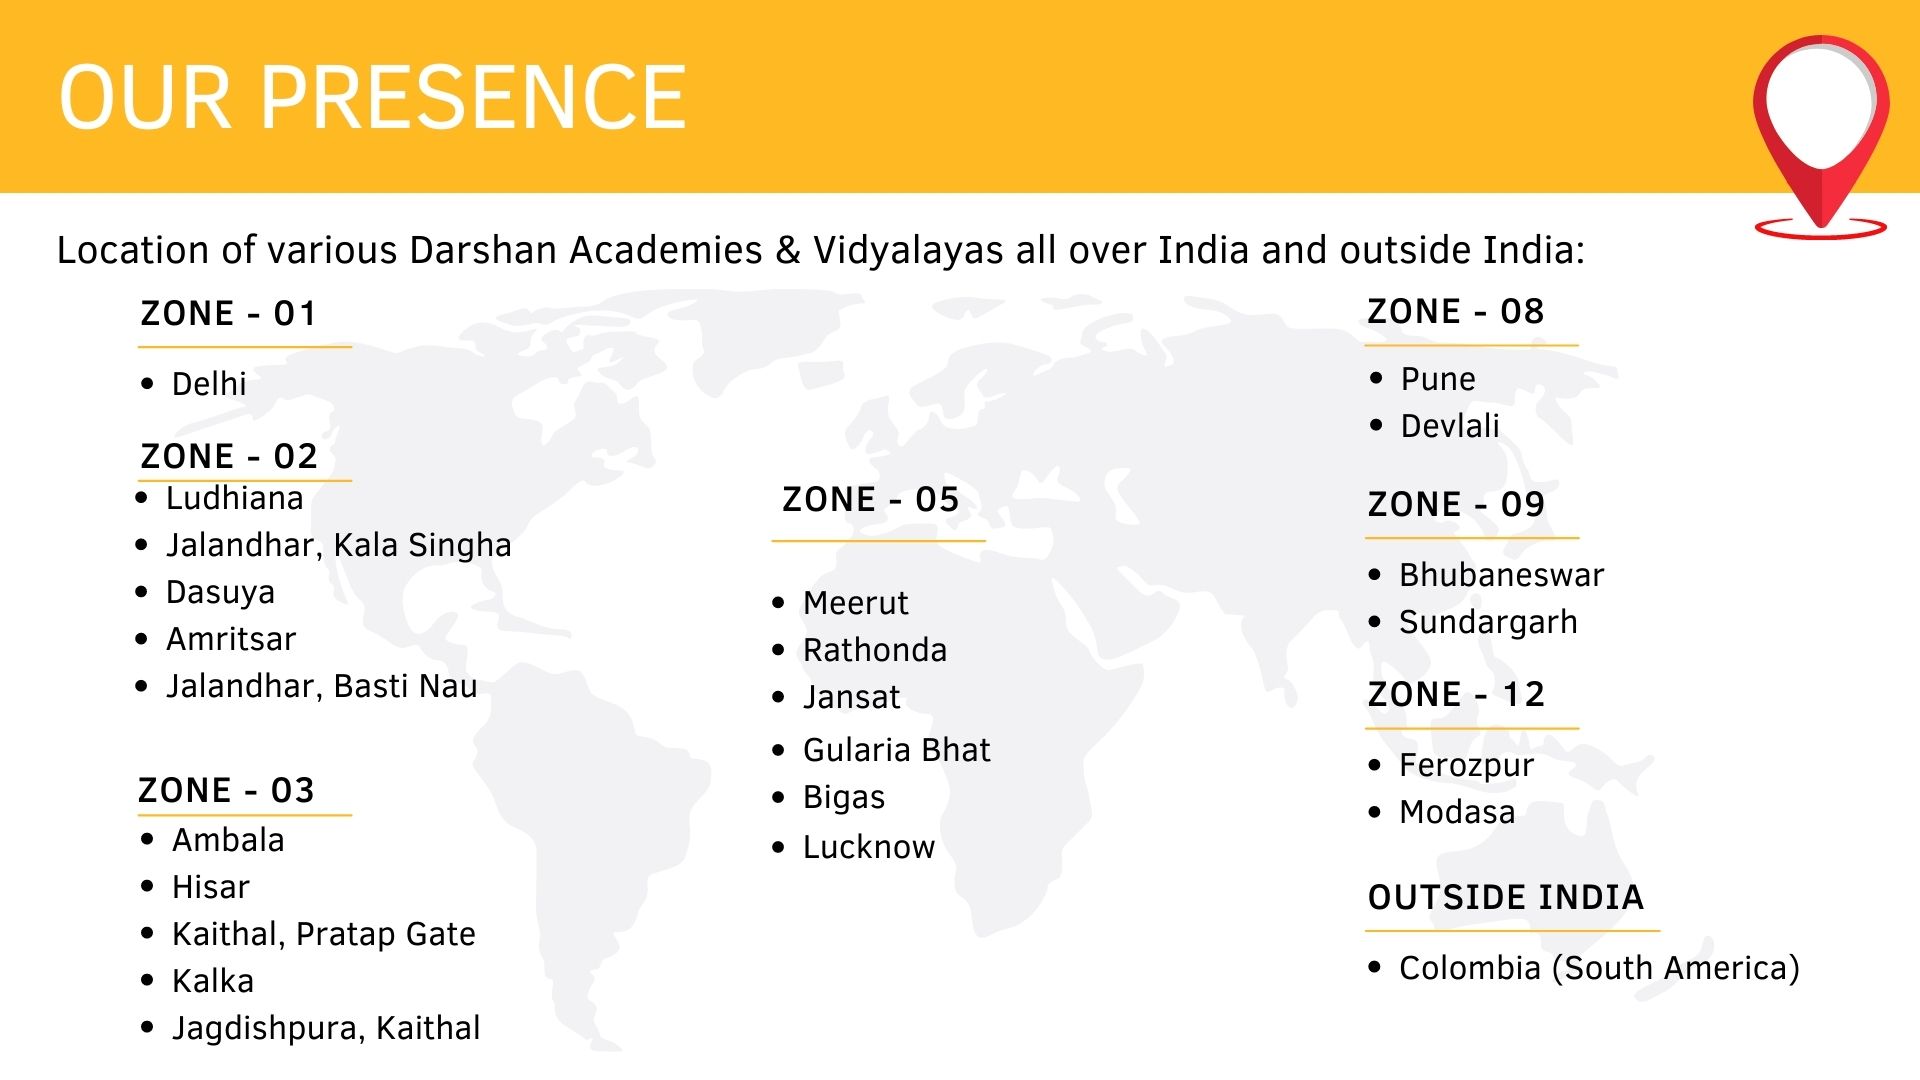 OUR PRESENCE
Location of various Darshan Academies & Vidyalayas all over India and outside India:
ZONE - 01
• Delhi
ZONE - 02
• Ludhiana
• Jalandhar, Kala Singha
• Dasuya
• Amritsar
• Jalandhar, Basti Nau
ZONE - 03
• Ambala
• Hisar
• Kaithal, Pratap Gate
• Kalka
• Jagdishpura, Kaithal
ZONE - 05
• Meerut
• Rathonda
• Jansat
• Gularia Bhat
• Bigas
• Lucknow
ZONE - 08
• Pune
• Devlali
ZONE - 09
• Bhubaneswar
• Sundargarh
ZONE - 12
• Ferozpur
• Modasa
OUTSIDE INDIA
• Colombia (South America)